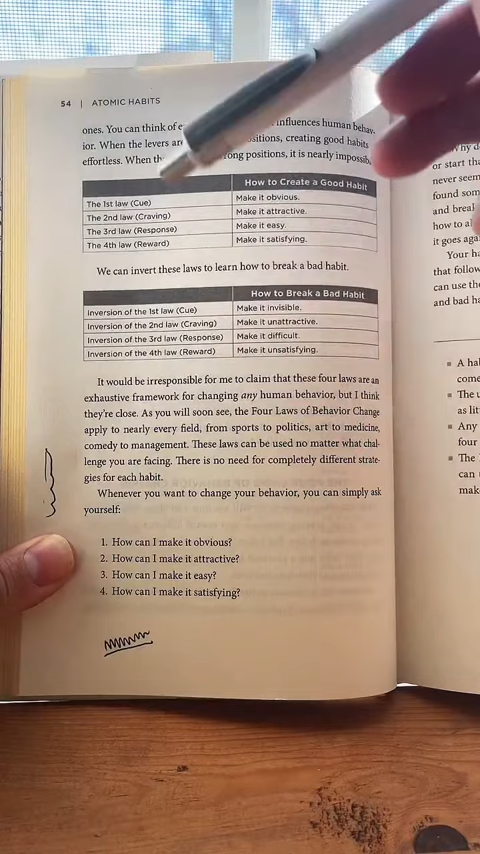 54 | ATOMIC HABITS
ones. You can think of influences human behav-
ior. When the levers are sitions, creating good habits
effortless. When th rong positions, it is nearly impossib
How to Create a Good Habit
The 1st law (Cue) Make it obvious.
The 2nd law (Craving) Make it attractive.
The 3rd law (Response) Make it easy.
The 4th law (Reward) Make it satisfying.
We can invert these laws to learn how to break a bad habit.
How to Break a Bad Habit
Inversion of the 1st law (Cue) Make it invisible.
Inversion of the 2nd law (Craving) Make it unattractive.
Inversion of the 3rd law (Response) Make it difficult.
Inversion of the 4th law (Reward) Make it unsatisfying.
It would be irresponsible for me to claim that these four laws are an
exhaustive framework for changing any human behavior, but I think
they're close. As you will soon see, the Four Laws of Behavior Change
apply to nearly every field, from sports to politics, art to medicine,
comedy to management. These laws can be used no matter what chal-
lenge you are facing. There is no need for completely different strate-
gies for each habit.
Whenever you want to change your behavior, you can simply ask
yourself:
1. How can I make it obvious?
2. How can I make it attractive?
3. How can I make it easy?
4. How can I make it satisfying?
Why d
or start tha
never seem
found som
and break
how to al
it goes aga
Your ha
that follow
can use the
and bad ha
A hal
come
The u
as lit
Any
four
The
can
mak